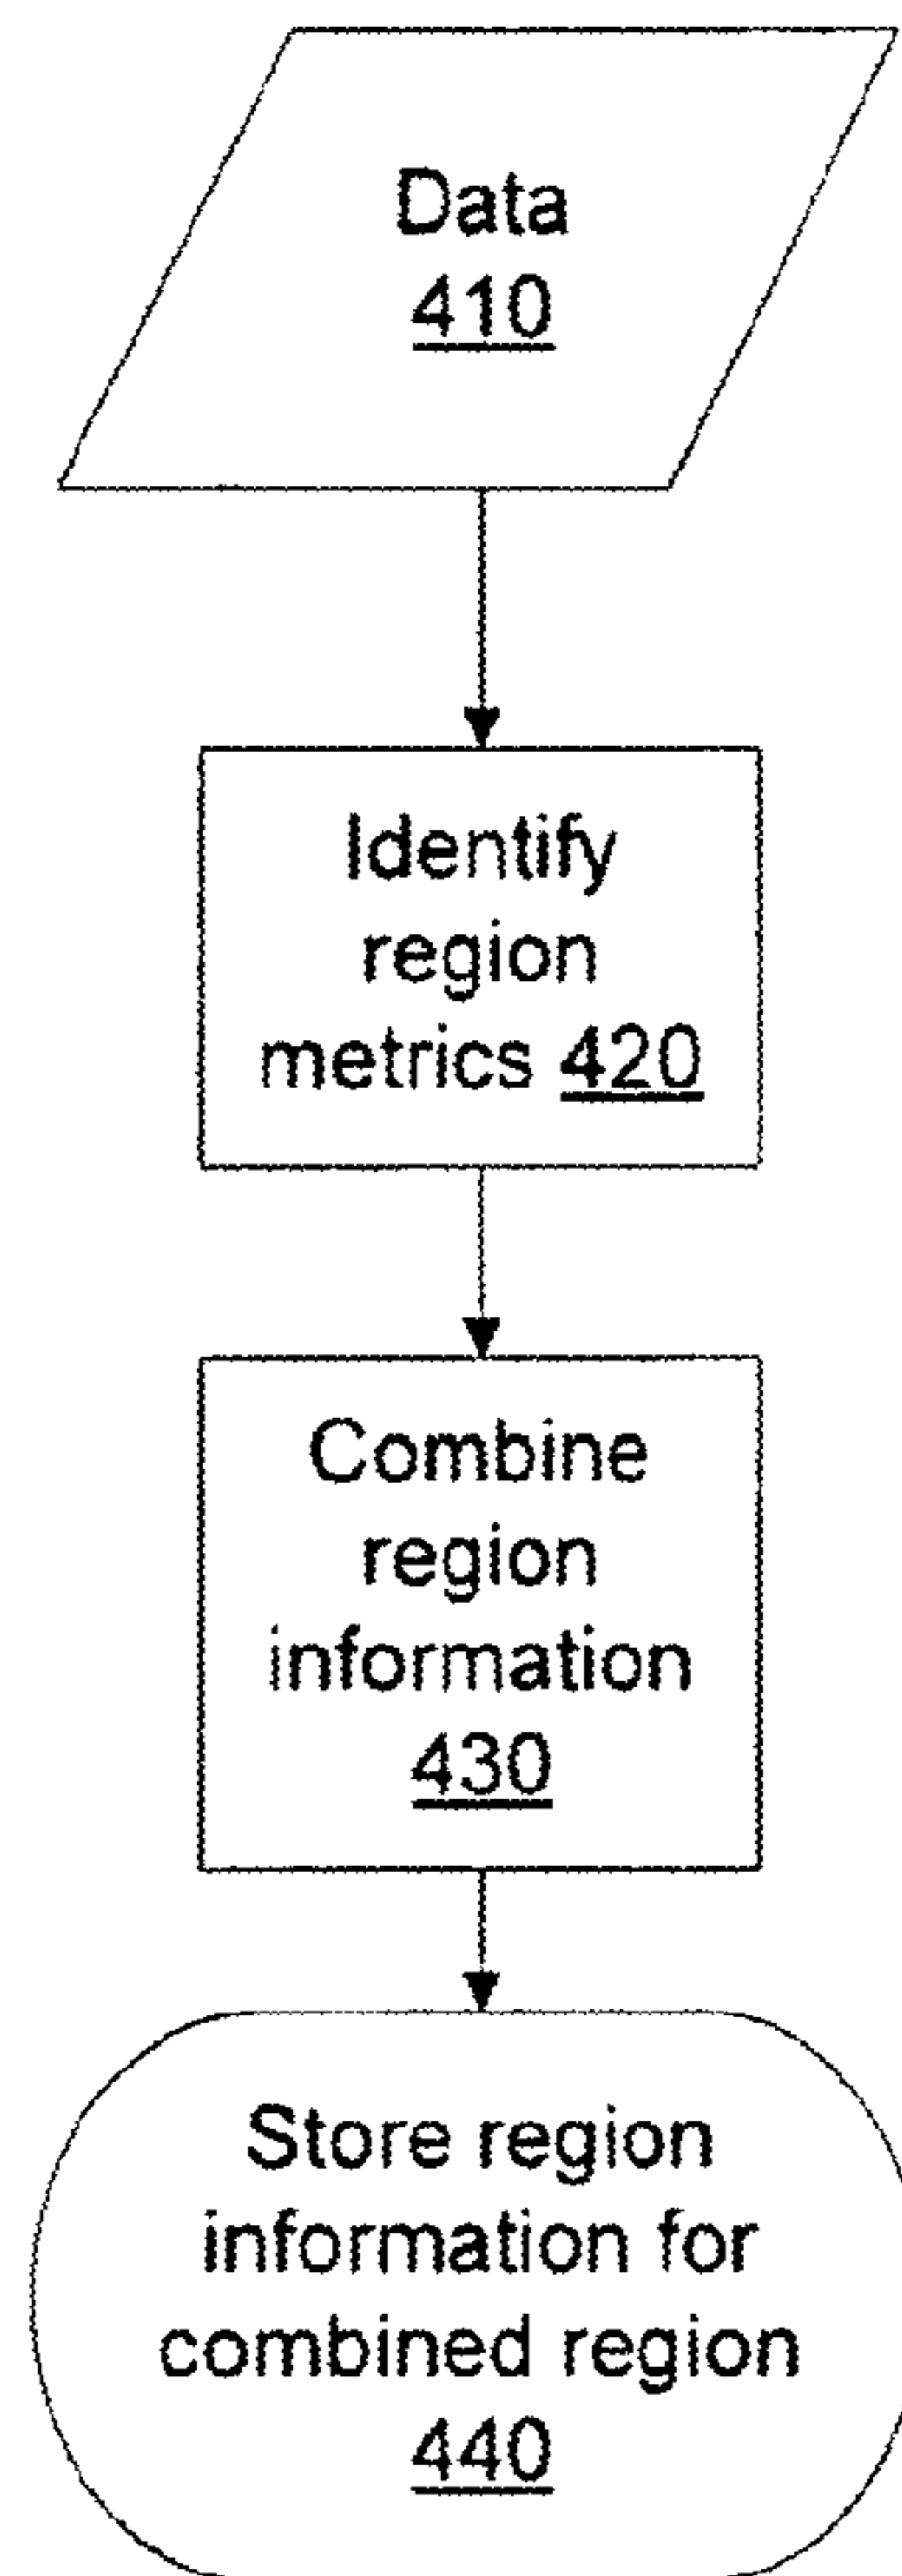 Data
410
Identify
region
metrics 420
Combine
region
information
430
Store region
information for
combined region
440